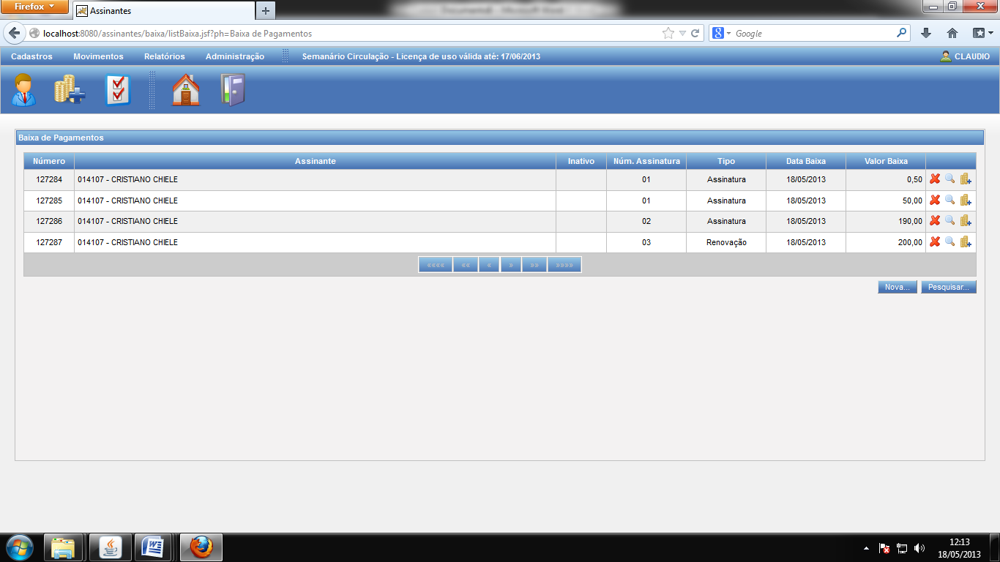 Firefox
Assinantes
Document8 - Microsoft Word
localhost:8080/assinantes/baixa/listBaixa.jsf?ph=Baixa de Pagamentos
Google
Cadastros Movimentos Relatórios Administração Semanário Circulação - Licença de uso válida até: 17/06/2013 CLAUDIO
Baixa de Pagamentos
Número Assinante Inativo Núm. Assinatura Tipo Data Baixa Valor Baixa
127284 014107 - CRISTIANO CHIELE 01 Assinatura 18/05/2013 0,50
127285 014107 - CRISTIANO CHIELE 01 Assinatura 18/05/2013 50,00
127286 014107 - CRISTIANO CHIELE 02 Assinatura 18/05/2013 190,00
127287 014107 - CRISTIANO CHIELE 03 Renovação 18/05/2013 200,00
«««« «« « » »» »»»»
Nova... Pesquisar...
12:13
18/05/2013